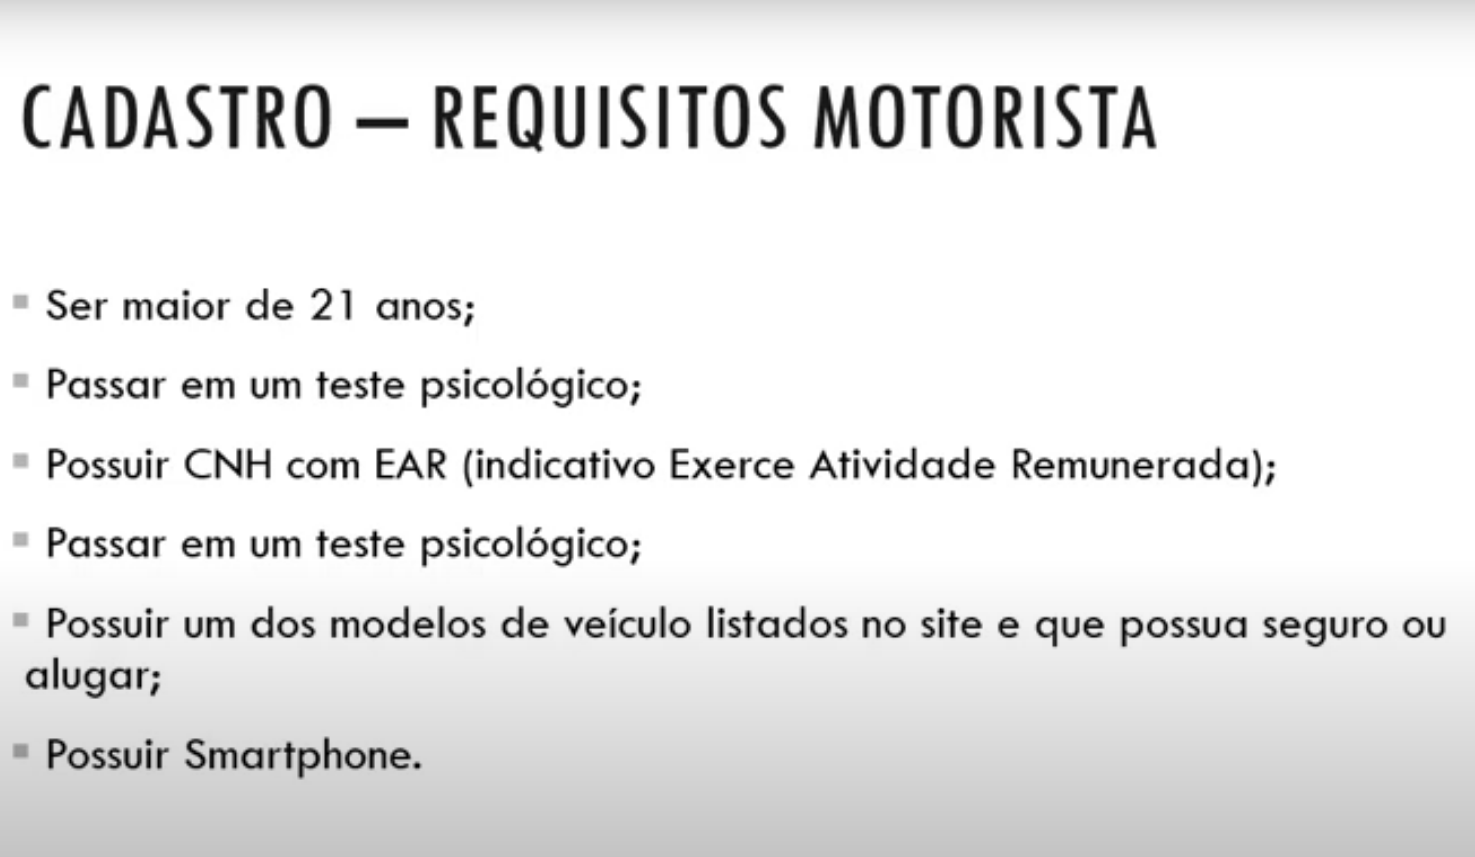 CADASTRO – REQUISITOS MOTORISTA
▪ Ser maior de 21 anos;
▪ Passar em um teste psicológico;
▪ Possuir CNH com EAR (indicativo Exerce Atividade Remunerada);
▪ Passar em um teste psicológico;
▪ Possuir um dos modelos de veículo listados no site e que possua seguro ou
alugar;
▪ Possuir Smartphone.